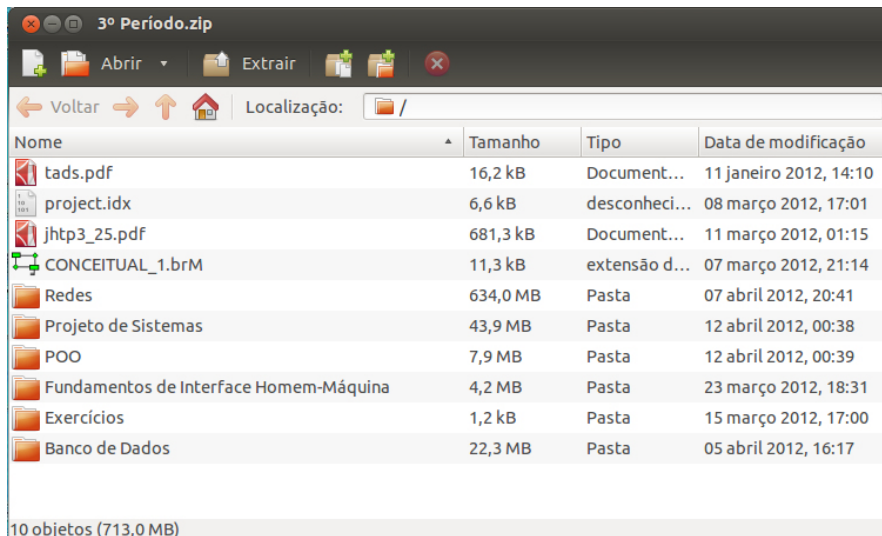 3º Período.zip
Abrir Extrair
Voltar Localização: /
Nome Tamanho Tipo Data de modificação
tads.pdf 16,2 kB Document... 11 janeiro 2012, 14:10
project.idx 6,6 kB desconheci... 08 março 2012, 17:01
jhtp3_25.pdf 681,3 kB Document... 11 março 2012, 01:15
CONCEITUAL_1.brM 11,3 kB extensão d... 07 março 2012, 21:14
Redes 634,0 MB Pasta 07 abril 2012, 20:41
Projeto de Sistemas 43,9 MB Pasta 12 abril 2012, 00:38
POO 7,9 MB Pasta 12 abril 2012, 00:39
Fundamentos de Interface Homem-Máquina 4,2 MB Pasta 23 março 2012, 18:31
Exercícios 1,2 kB Pasta 15 março 2012, 17:00
Banco de Dados 22,3 MB Pasta 05 abril 2012, 16:17
10 objetos (713,0 MB)